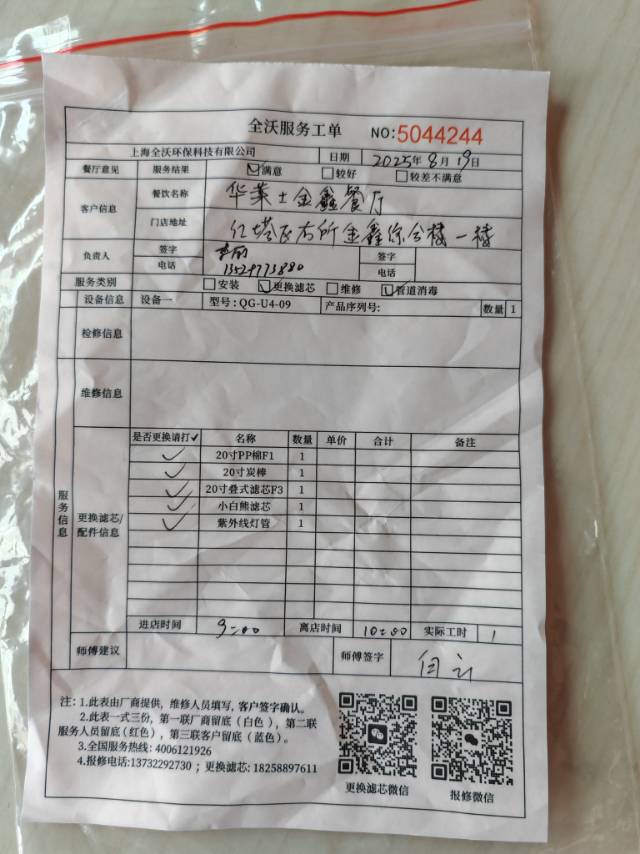 全沃服务工单 NO:5044244
上海全沃环保科技有限公司 日期 2025年8月19日
餐厅意见 服务结果 ☑满意 □较好 □较差不满意
客户信息 餐饮名称 华莱士金鑫餐厅
门店地址 金鑫综合楼一楼
负责人 签字 签字
电话 电话
服务类别 □安装 ☑更换滤芯 □维修 ☑管道消毒
设备信息 设备一 型号:QG-U4-09 产品序列号: 数量 1
检修信息
服务信息
维修信息
更换滤芯/配件信息
是否更换请打✓ 名称 数量 单价 合计 备注
✓ 20寸PP棉F1 1
✓ 20寸炭棒 1
✓ 20寸叠式滤芯F3 1
✓ 小白熊滤芯 1
✓ 紫外线灯管 1
进店时间 9:00 离店时间 10:00 实际工时 1
师傅建议 师傅签字
注: 1.此表由厂商提供，维修人员填写, 客户签字确认。
2.此表一式三份，第一联厂商留底（白色），第二联
服务人员留底(红色），第三联客户留底（蓝色）。
3.全国服务热线: 4006121926
4.报修电话:13732292730 ；更换滤芯: 18258897611
更换滤芯微信 报修微信